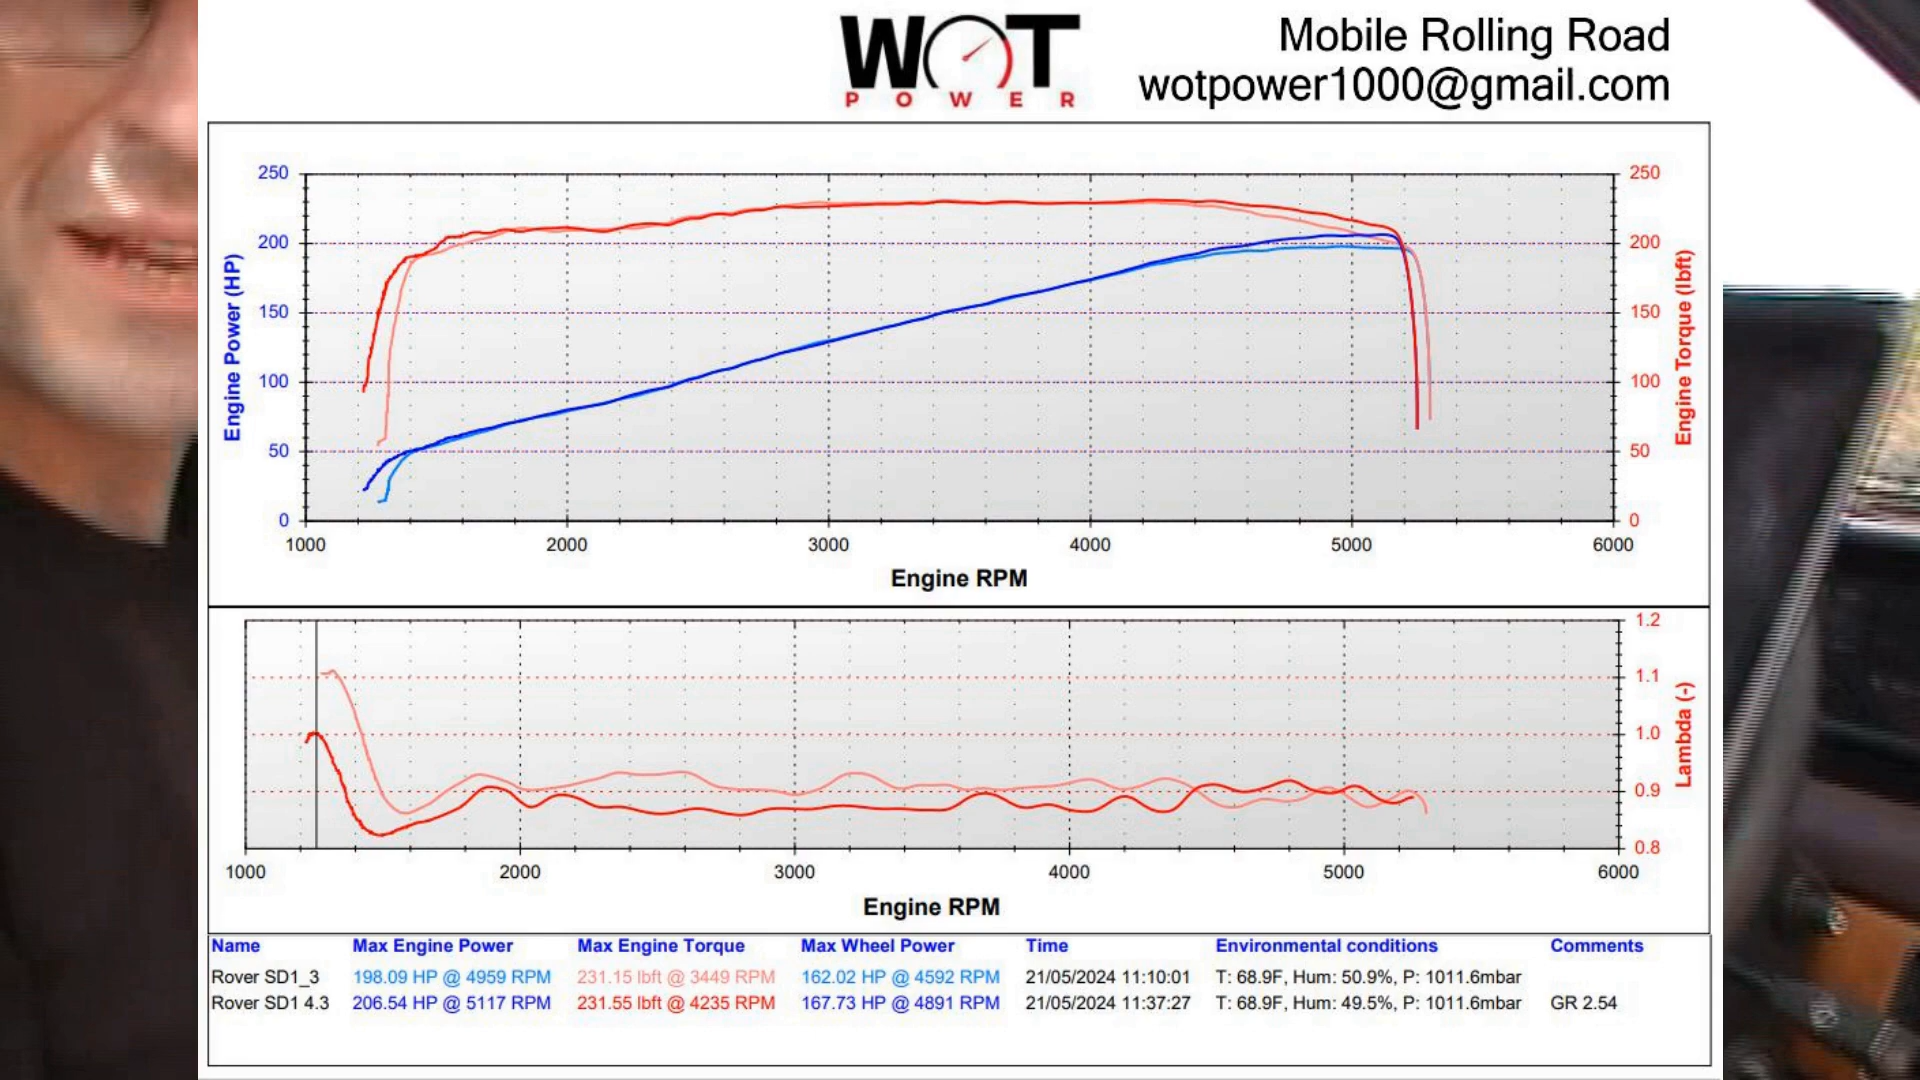 WOT
POWER
Mobile Rolling Road
wotpower1000@gmail.com
250
200
150
100
50
0
Engine Power (HP)
250
200
150
100
50
0
Engine Torque (lbft)
1000 2000 3000 4000 5000 6000
Engine RPM
1.2
1.1
1.0
0.9
0.8
Lambda (-)
1000 2000 3000 4000 5000 6000
Engine RPM
Name Max Engine Power Max Engine Torque Max Wheel Power Time Environmental conditions Comments
Rover SD1_3 198.09 HP @ 4959 RPM 231.15 lbft @ 3449 RPM 162.02 HP @ 4592 RPM 21/05/2024 11:10:01 T: 68.9F, Hum: 50.9%, P: 1011.6mbar
Rover SD1 4.3 206.54 HP @ 5117 RPM 231.55 lbft @ 4235 RPM 167.73 HP @ 4891 RPM 21/05/2024 11:37:27 T: 68.9F, Hum: 49.5%, P: 1011.6mbar GR 2.54